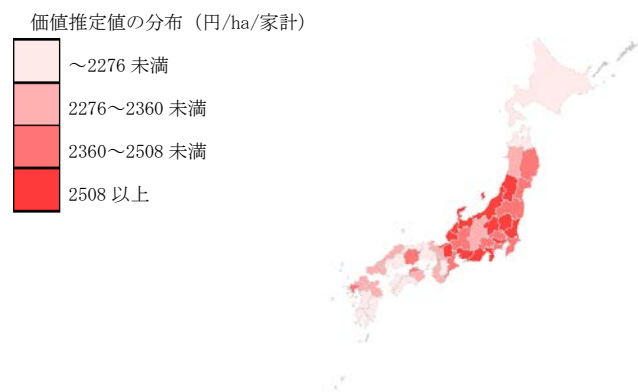 価値推定値の分布（円/ha/家計）
～2276 未満
2276～2360 未満
2360～2508 未満
2508 以上